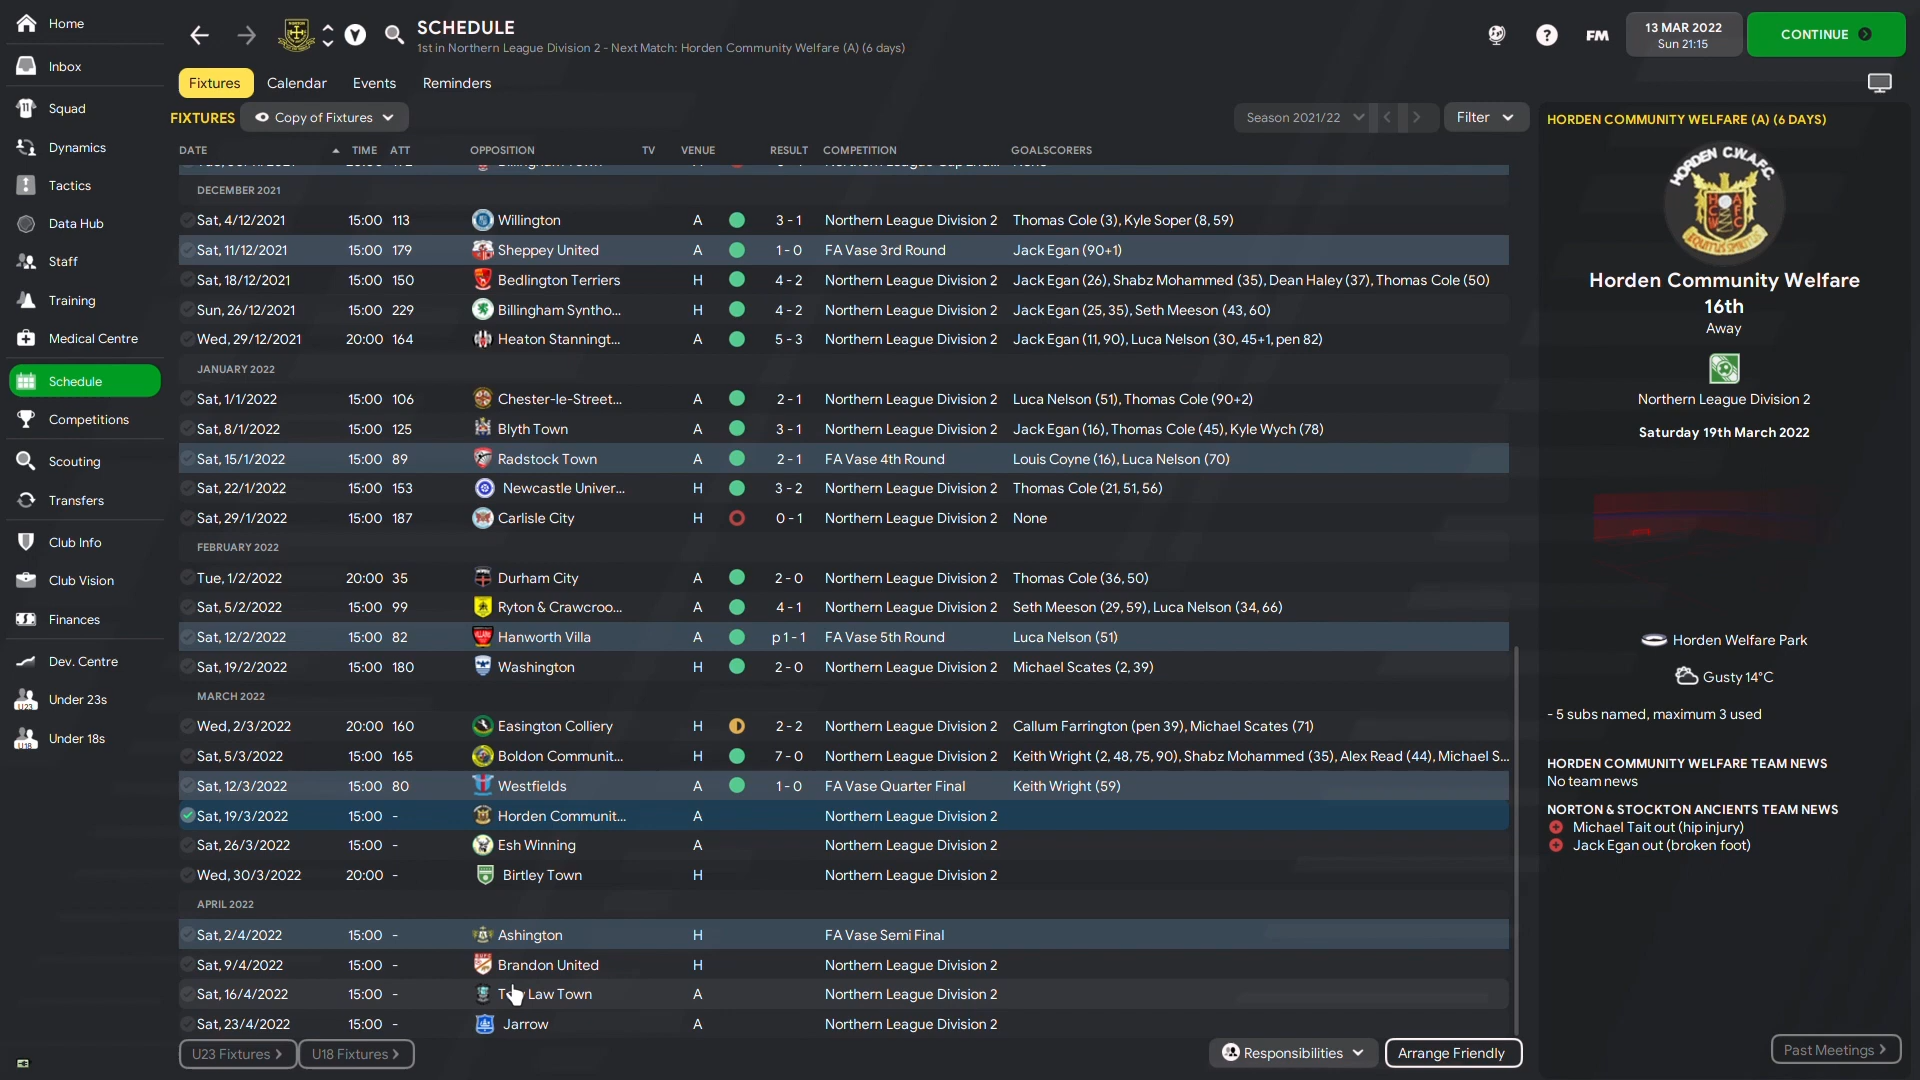 Home
Inbox
Squad
Dynamics
Tactics
Data Hub
Staff
Training
Medical Centre
Schedule
Competitions
Scouting
Transfers
Club Info
Club Vision
Finances
Dev. Centre
Under 23s
Under 18s
SCHEDULE
1st in Northern League Division 2 - Next Match: Horden Community Welfare (A) (6 days)
FM
13 MAR 2022
Sun 21:15
CONTINUE
Fixtures Calendar Events Reminders
FIXTURES Copy of Fixtures Season 2021/22 Filter
DATE TIME ATT OPPOSITION TV VENUE RESULT COMPETITION GOALSCORERS
DECEMBER 2021
Sat, 4/12/2021 15:00 113 Willington A 3 - 1 Northern League Division 2 Thomas Cole (3), Kyle Soper (8, 59)
Sat, 11/12/2021 15:00 179 Sheppey United A 1 - 0 FA Vase 3rd Round Jack Egan (90+1)
Sat, 18/12/2021 15:00 150 Bedlington Terriers H 4 - 2 Northern League Division 2 Jack Egan (26), Shabz Mohammed (35), Dean Haley (37), Thomas Cole (50)
Sun, 26/12/2021 15:00 229 Billingham Syntho... H 4 - 2 Northern League Division 2 Jack Egan (25, 35), Seth Meeson (43, 60)
Wed, 29/12/2021 20:00 164 Heaton Stanningt... A 5 - 3 Northern League Division 2 Jack Egan (11, 90), Luca Nelson (30, 45+1, pen 82)
JANUARY 2022
Sat, 1/1/2022 15:00 106 Chester-le-Street... A 2 - 1 Northern League Division 2 Luca Nelson (51), Thomas Cole (90+2)
Sat, 8/1/2022 15:00 125 Blyth Town A 3 - 1 Northern League Division 2 Jack Egan (16), Thomas Cole (45), Kyle Wych (78)
Sat, 15/1/2022 15:00 89 Radstock Town A 2 - 1 FA Vase 4th Round Louis Coyne (16), Luca Nelson (70)
Sat, 22/1/2022 15:00 153 Newcastle Univer... H 3 - 2 Northern League Division 2 Thomas Cole (21, 51, 56)
Sat, 29/1/2022 15:00 187 Carlisle City H 0 - 1 Northern League Division 2 None
FEBRUARY 2022
Tue, 1/2/2022 20:00 35 Durham City A 2 - 0 Northern League Division 2 Thomas Cole (36, 50)
Sat, 5/2/2022 15:00 99 Ryton & Crawcroo... A 4 - 1 Northern League Division 2 Seth Meeson (29, 59), Luca Nelson (34, 66)
Sat, 12/2/2022 15:00 82 Hanworth Villa A p 1 - 1 FA Vase 5th Round Luca Nelson (51)
Sat, 19/2/2022 15:00 180 Washington H 2 - 0 Northern League Division 2 Michael Scates (2, 39)
MARCH 2022
Wed, 2/3/2022 20:00 160 Easington Colliery H 2 - 2 Northern League Division 2 Callum Farrington (pen 39), Michael Scates (71)
Sat, 5/3/2022 15:00 165 Boldon Communit... H 7 - 0 Northern League Division 2 Keith Wright (2, 48, 75, 90), Shabz Mohammed (35), Alex Read (44), Michael S...
Sat, 12/3/2022 15:00 80 Westfields A 1 - 0 FA Vase Quarter Final Keith Wright (59)
Sat, 19/3/2022 15:00 - Horden Communit... A Northern League Division 2
Sat, 26/3/2022 15:00 - Esh Winning A Northern League Division 2
Wed, 30/3/2022 20:00 - Birtley Town H Northern League Division 2
APRIL 2022
Sat, 2/4/2022 15:00 - Ashington H FA Vase Semi Final
Sat, 9/4/2022 15:00 - Brandon United H Northern League Division 2
Sat, 16/4/2022 15:00 - Law Town A Northern League Division 2
Sat, 23/4/2022 15:00 - Jarrow A Northern League Division 2
U23 Fixtures U18 Fixtures Responsibilities Arrange Friendly
HORDEN COMMUNITY WELFARE (A) (6 DAYS)
HORDEN C.W.A.F.C.
Horden Community Welfare
16th
Away
Northern League Division 2
Saturday 19th March 2022
Horden Welfare Park
Gusty 14°C
- 5 subs named, maximum 3 used
HORDEN COMMUNITY WELFARE TEAM NEWS
No team news
NORTON & STOCKTON ANCIENTS TEAM NEWS
Michael Tait out (hip injury)
Jack Egan out (broken foot)
Past Meetings